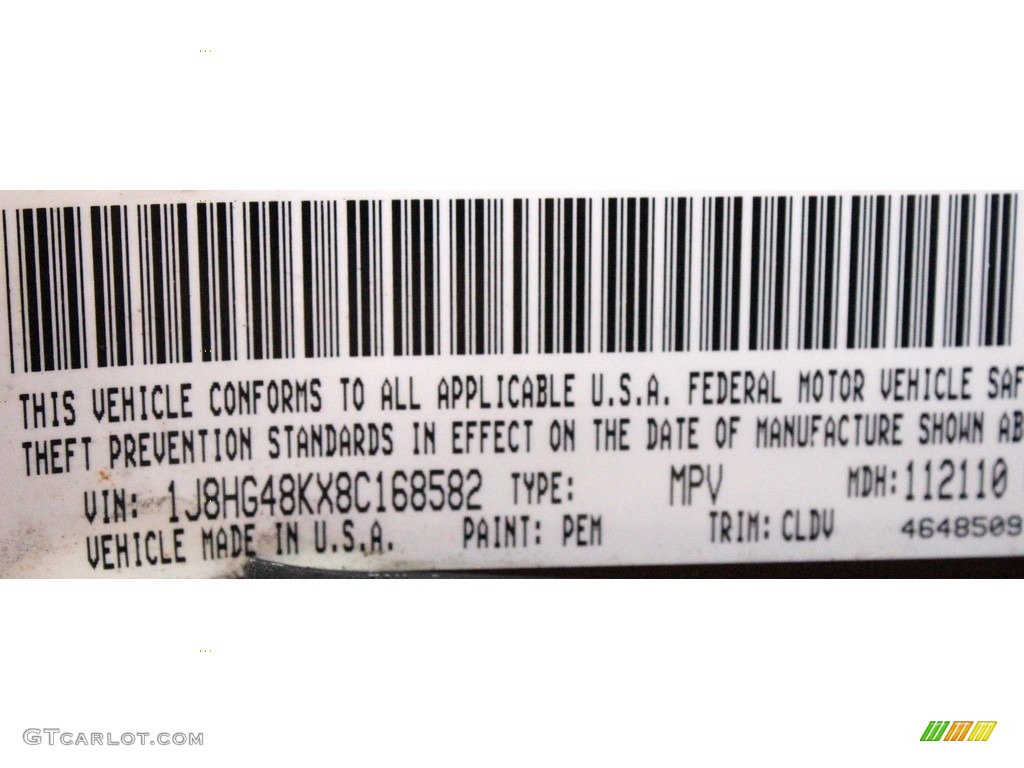 THIS VEHICLE CONFORMS TO ALL APPLICABLE U.S.A. FEDERAL MOTOR VEHICLE SAF
THEFT PREVENTION STANDARDS IN EFFECT ON THE DATE OF MANUFACTURE SHOWN AB
VIN: 1J8HG48KX8C168582 TYPE: MPV MDH:112110
VEHICLE MADE IN U.S.A. PAINT: PEM TRIM: CLDV 4648509
GTCARLOT.COM